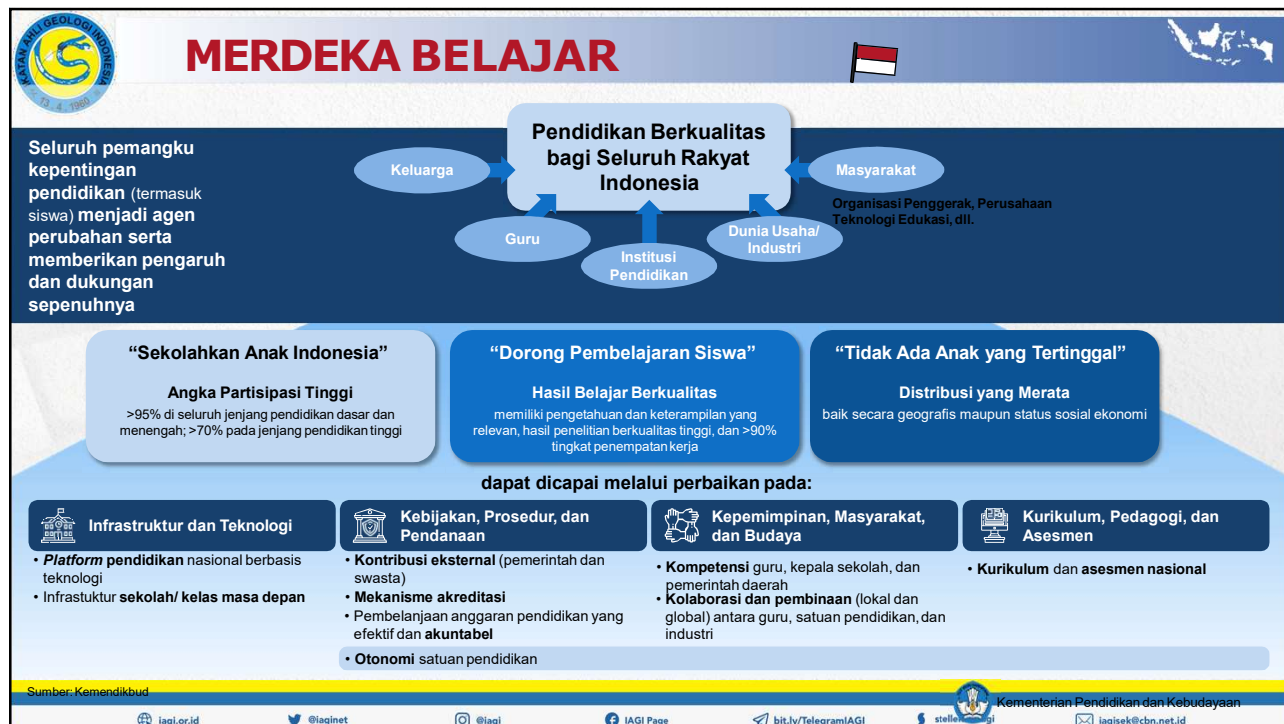 IKATAN AHLI GEOLOGI INDONESIA
13 . 4 . 1960
MERDEKA BELAJAR
Seluruh pemangku
kepentingan
pendidikan (termasuk
siswa) menjadi agen
perubahan serta
memberikan pengaruh
dan dukungan
sepenuhnya
Pendidikan Berkualitas
bagi Seluruh Rakyat
Indonesia
Keluarga
Guru
Institusi
Pendidikan
Dunia Usaha/
Industri
Masyarakat
Organisasi Penggerak, Perusahaan
Teknologi Edukasi, dll.
“Sekolahkan Anak Indonesia”
Angka Partisipasi Tinggi
>95% di seluruh jenjang pendidikan dasar dan
menengah; >70% pada jenjang pendidikan tinggi
“Dorong Pembelajaran Siswa”
Hasil Belajar Berkualitas
memiliki pengetahuan dan keterampilan yang
relevan, hasil penelitian berkualitas tinggi, dan >90%
tingkat penempatan kerja
“Tidak Ada Anak yang Tertinggal”
Distribusi yang Merata
baik secara geografis maupun status sosial ekonomi
dapat dicapai melalui perbaikan pada:
Infrastruktur dan Teknologi
• Platform pendidikan nasional berbasis
teknologi
• Infrastuktur sekolah/ kelas masa depan
Kebijakan, Prosedur, dan
Pendanaan
• Kontribusi eksternal (pemerintah dan
swasta)
• Mekanisme akreditasi
• Pembelanjaan anggaran pendidikan yang
efektif dan akuntabel
• Otonomi satuan pendidikan
Kepemimpinan, Masyarakat,
dan Budaya
• Kompetensi guru, kepala sekolah, dan
pemerintah daerah
• Kolaborasi dan pembinaan (lokal dan
global) antara guru, satuan pendidikan, dan
industri
Kurikulum, Pedagogi, dan
Asesmen
• Kurikulum dan asesmen nasional
Sumber: Kemendikbud
Kementerian Pendidikan dan Kebudayaan
iagi.or.id
@iaginet
@iagi
IAGI Page
bit.ly/TelegramIAGI
iagisek@cbn.net.id